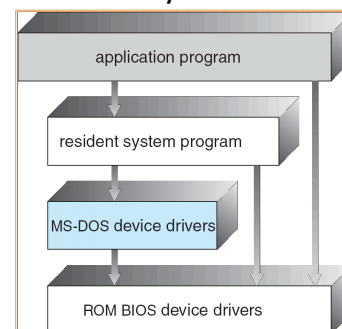 application program
resident system program
MS-DOS device drivers
ROM BIOS device drivers